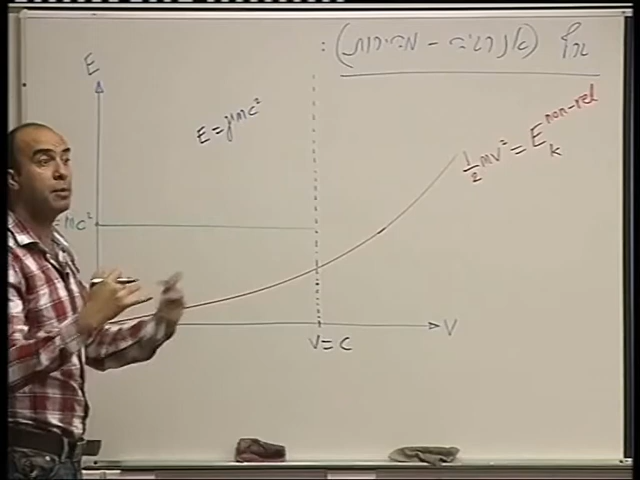 גרף (אנרגיה - מהירות) :
E
E = γmc²
½mv² = E_k^{non-rel}
= mc²
V
V = C